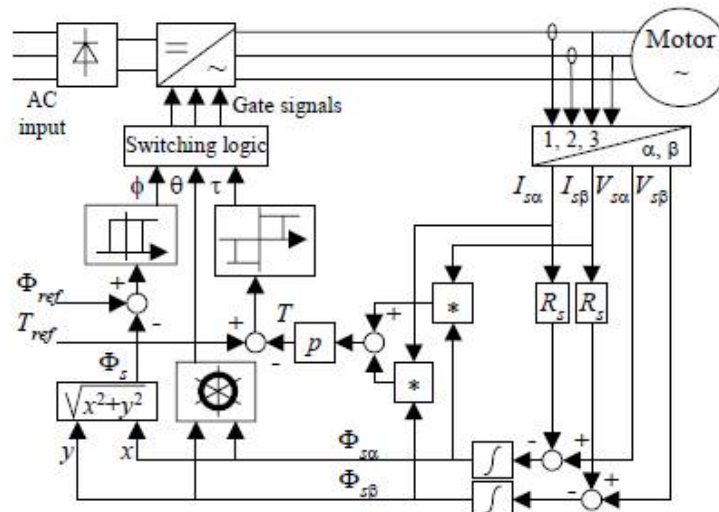 Motor
~
=
~
AC
input
Gate signals
Switching logic
1, 2, 3
α, β
ϕ θ τ
I_sα I_sβ V_sα V_sβ
+
Φ_ref
-
T_ref
+
T
-
p
+
+
*
*
R_s R_s
Φ_s
√x²+y²
y x
Φ_sα
∫
- +
Φ_sβ
∫
- +